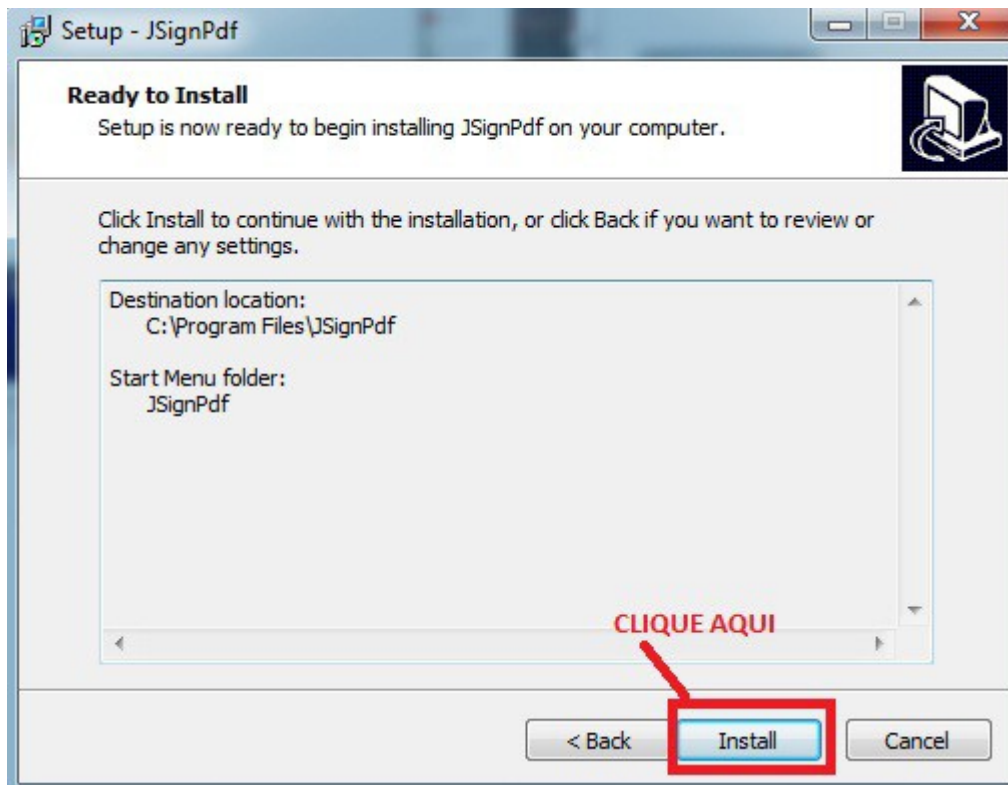 Setup - JSignPdf
Ready to Install
Setup is now ready to begin installing JSignPdf on your computer.
Click Install to continue with the installation, or click Back if you want to review or
change any settings.
Destination location:
C:\Program Files\JSignPdf
Start Menu folder:
JSignPdf
CLIQUE AQUI
< Back
Install
Cancel